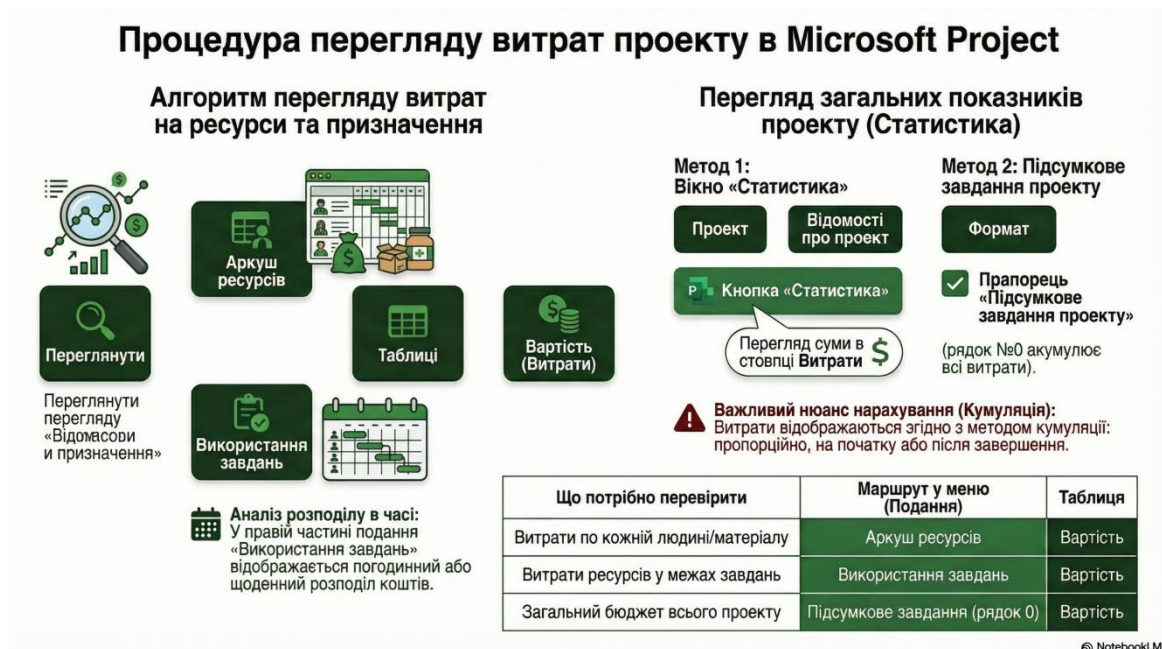 Процедура перегляду витрат проекту в Microsoft Project
Алгоритм перегляду витрат
на ресурси та призначення
Переглянути
Переглянути
перегляду
«Відомасови
и призначення»
Аркуш
ресурсів
Використання
завдань
Таблиці
Вартість
(Витрати)
Аналіз розподілу в часі:
У правій частині подання
«Використання завдань»
відображається погодинний або
щоденний розподіл коштів.
Перегляд загальних показників
проекту (Статистика)
Метод 1:
Вікно «Статистика»
Проект
Відомості
про проект
P Кнопка «Статистика»
Перегляд суми в
стовпці Витрати $
Метод 2: Підсумкове
завдання проекту
Формат
Прапорець
«Підсумкове
завдання проекту»
(рядок №0 акумулює
всі витрати).
Важливий нюанс нарахування (Кумуляція):
Витрати відображаються згідно з методом кумуляції:
пропорційно, на початку або після завершення.
Що потрібно перевірити
Маршрут у меню
(Подання)
Таблиця
Витрати по кожній людині/матеріалу
Аркуш ресурсів
Вартість
Витрати ресурсів у межах завдань
Використання завдань
Вартість
Загальний бюджет всього проекту
Підсумкове завдання (рядок 0)
Вартість
NotebookLM